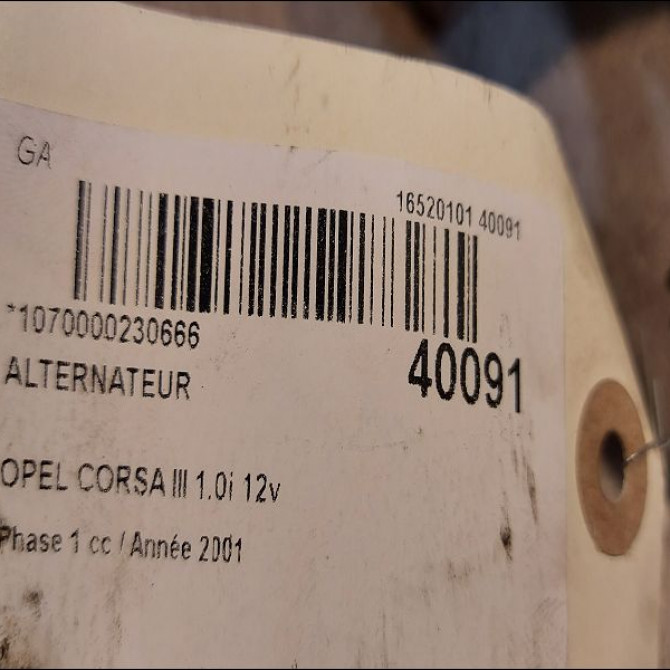 GA
16520101 40091
*1070000230666
40091
ALTERNATEUR
OPEL CORSA III 1.0i 12v
Phase 1 cc / Année 2001